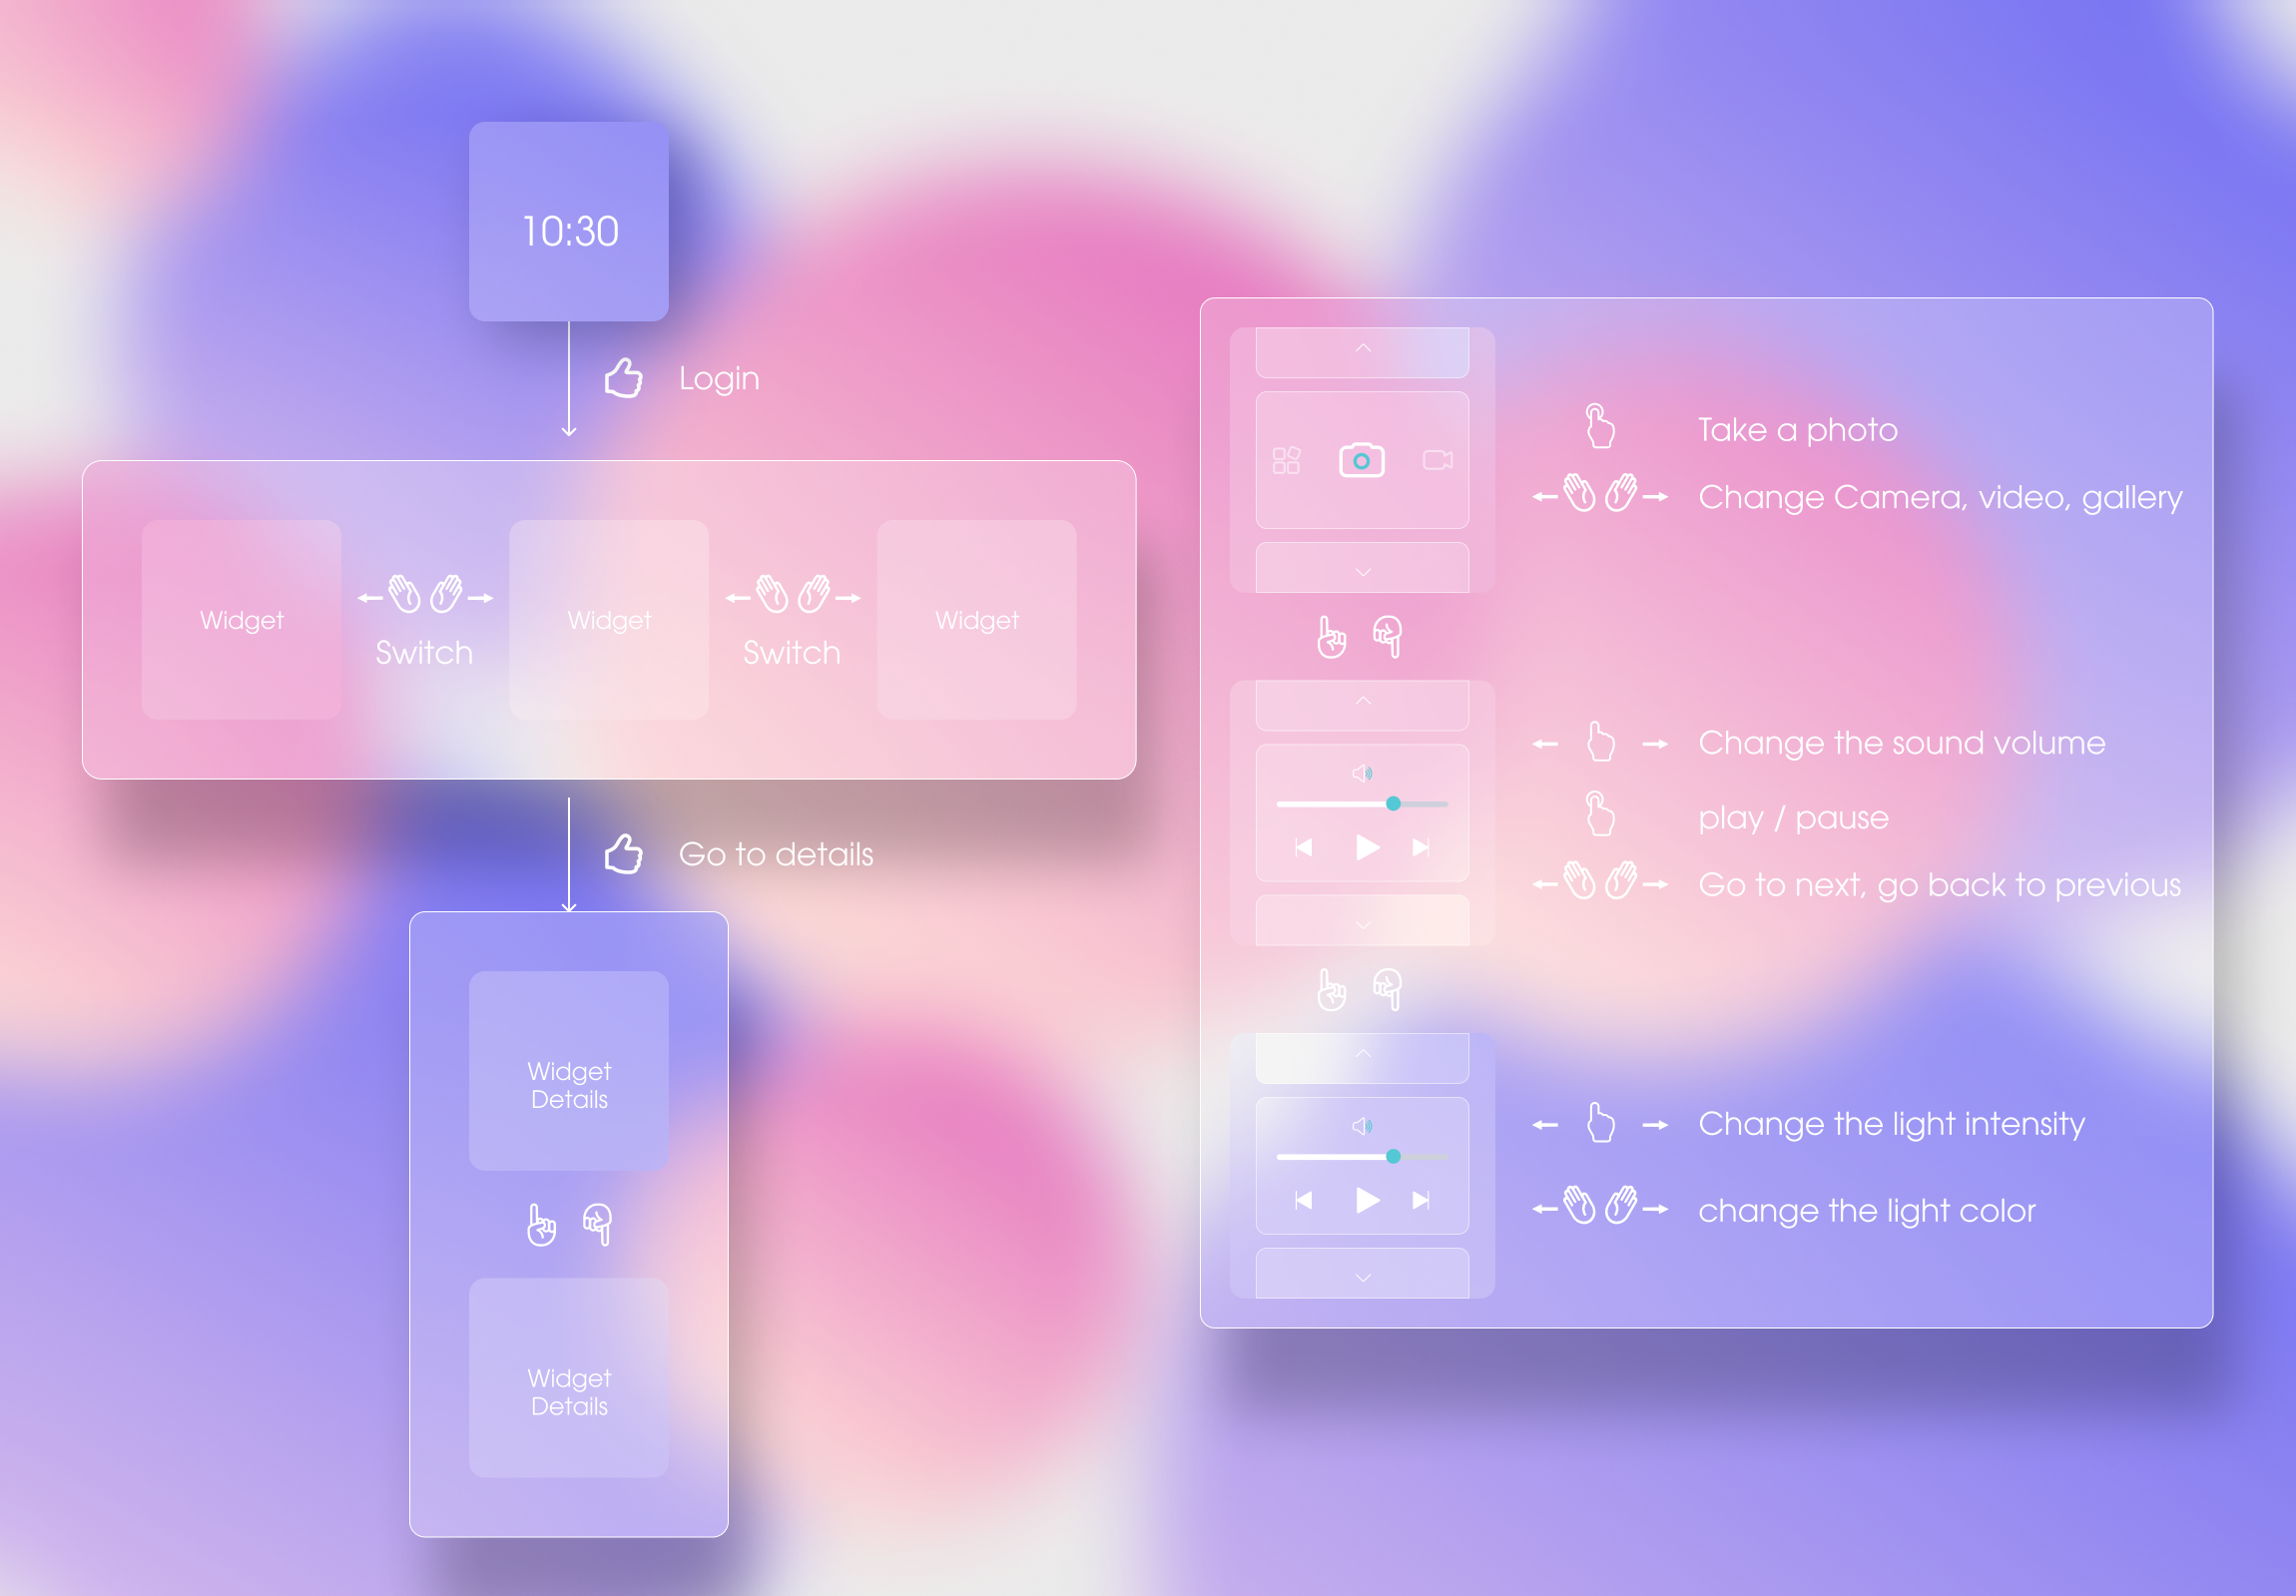 10:30
Login
Widget
Switch
Widget
Switch
Widget
Go to details
Widget
Details
Widget
Details
Take a photo
Change Camera, video, gallery
Change the sound volume
play / pause
Go to next, go back to previous
Change the light intensity
change the light color